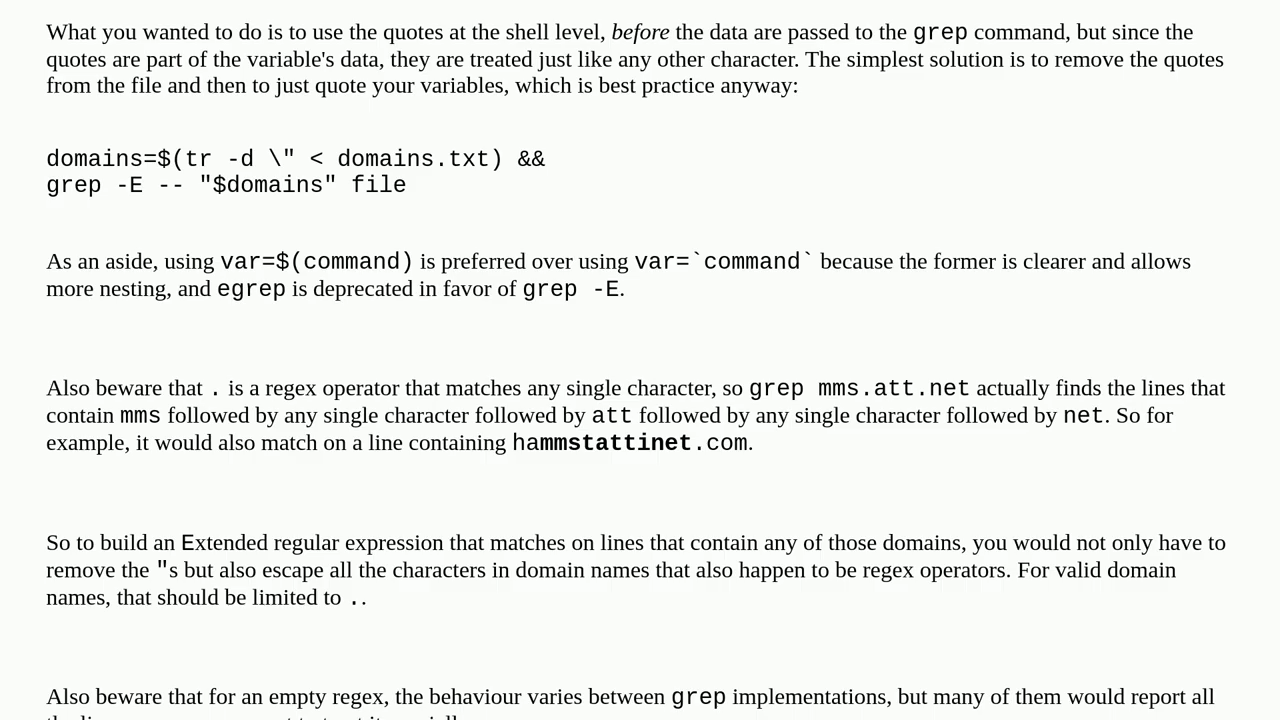 What you wanted to do is to use the quotes at the shell level, before the data are passed to the grep command, but since the
quotes are part of the variable's data, they are treated just like any other character. The simplest solution is to remove the quotes
from the file and then to just quote your variables, which is best practice anyway:
domains=$(tr -d \" < domains.txt) &&
grep -E -- "$domains" file
As an aside, using var=$(command) is preferred over using var=`command` because the former is clearer and allows
more nesting, and egrep is deprecated in favor of grep -E.
Also beware that . is a regex operator that matches any single character, so grep mms.att.net actually finds the lines that
contain mms followed by any single character followed by att followed by any single character followed by net. So for
example, it would also match on a line containing hammstattinet.com.
So to build an Extended regular expression that matches on lines that contain any of those domains, you would not only have to
remove the "s but also escape all the characters in domain names that also happen to be regex operators. For valid domain
names, that should be limited to ..
Also beware that for an empty regex, the behaviour varies between grep implementations, but many of them would report all